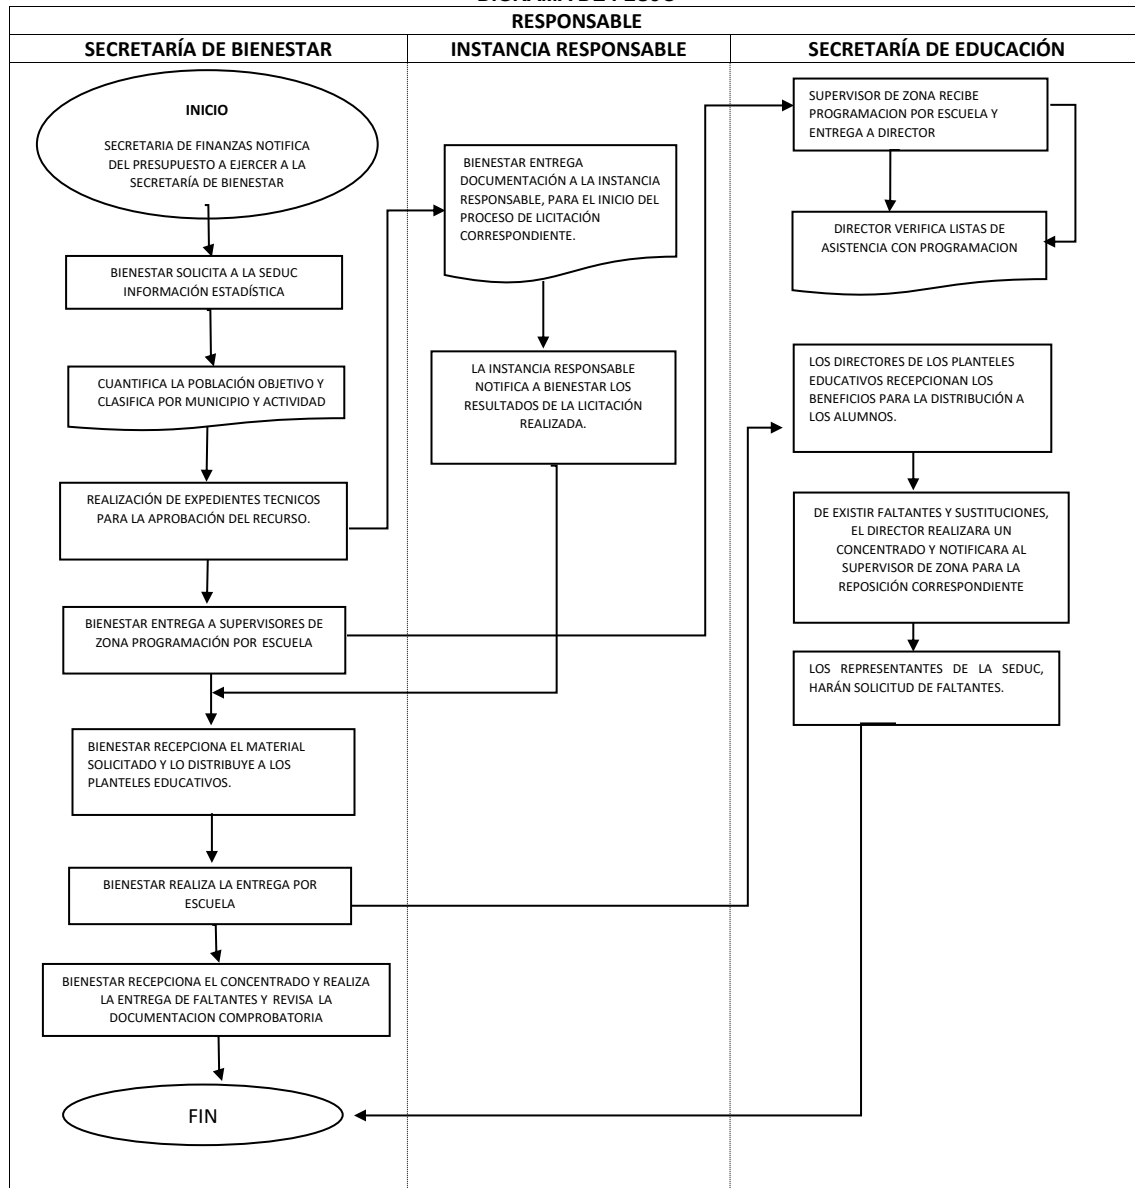 RESPONSABLE
SECRETARÍA DE BIENESTAR
INSTANCIA RESPONSABLE
SECRETARÍA DE EDUCACIÓN
INICIO
SECRETARIA DE FINANZAS NOTIFICA
DEL PRESUPUESTO A EJERCER A LA
SECRETARÍA DE BIENESTAR
BIENESTAR SOLICITA A LA SEDUC
INFORMACIÓN ESTADÍSTICA
CUANTIFICA LA POBLACIÓN OBJETIVO Y
CLASIFICA POR MUNICIPIO Y ACTIVIDAD
REALIZACIÓN DE EXPEDIENTES TECNICOS
PARA LA APROBACIÓN DEL RECURSO.
BIENESTAR ENTREGA A SUPERVISORES DE
ZONA PROGRAMACIÓN POR ESCUELA
BIENESTAR RECEPCIONA EL MATERIAL
SOLICITADO Y LO DISTRIBUYE A LOS
PLANTELES EDUCATIVOS.
BIENESTAR REALIZA LA ENTREGA POR
ESCUELA
BIENESTAR RECEPCIONA EL CONCENTRADO Y REALIZA
LA ENTREGA DE FALTANTES Y REVISA LA
DOCUMENTACION COMPROBATORIA
FIN
BIENESTAR ENTREGA
DOCUMENTACIÓN A LA INSTANCIA
RESPONSABLE, PARA EL INICIO DEL
PROCESO DE LICITACIÓN
CORRESPONDIENTE.
LA INSTANCIA RESPONSABLE
NOTIFICA A BIENESTAR LOS
RESULTADOS DE LA LICITACIÓN
REALIZADA.
SUPERVISOR DE ZONA RECIBE
PROGRAMACION POR ESCUELA Y
ENTREGA A DIRECTOR
DIRECTOR VERIFICA LISTAS DE
ASISTENCIA CON PROGRAMACION
LOS DIRECTORES DE LOS PLANTELES
EDUCATIVOS RECEPCIONAN LOS
BENEFICIOS PARA LA DISTRIBUCIÓN A
LOS ALUMNOS.
DE EXISTIR FALTANTES Y SUSTITUCIONES,
EL DIRECTOR REALIZARA UN
CONCENTRADO Y NOTIFICARA AL
SUPERVISOR DE ZONA PARA LA
REPOSICIÓN CORRESPONDIENTE
LOS REPRESENTANTES DE LA SEDUC,
HARÁN SOLICITUD DE FALTANTES.